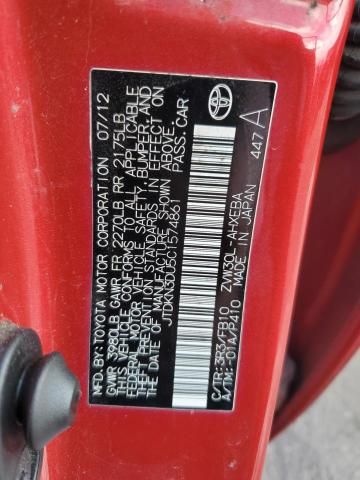 MFD. BY: TOYOTA MOTOR CORPORATION 07/12
GVWR 3980LB GAWR FR 2270LB RR 2175LB
THIS VEHICLE CONFORMS TO ALL APPLICABLE
FEDERAL MOTOR VEHICLE SAFETY, BUMPER, AND
THEFT PREVENTION STANDARDS IN EFFECT ON
THE DATE OF MANUFACTURE SHOWN ABOVE.
JTDKN3DU5C1574861 PASS. CAR
C/TR: 3R3/FB10 ZVW30L-AHXEBA
A/TM: -01A/P410 MADE IN JAPAN 447 A